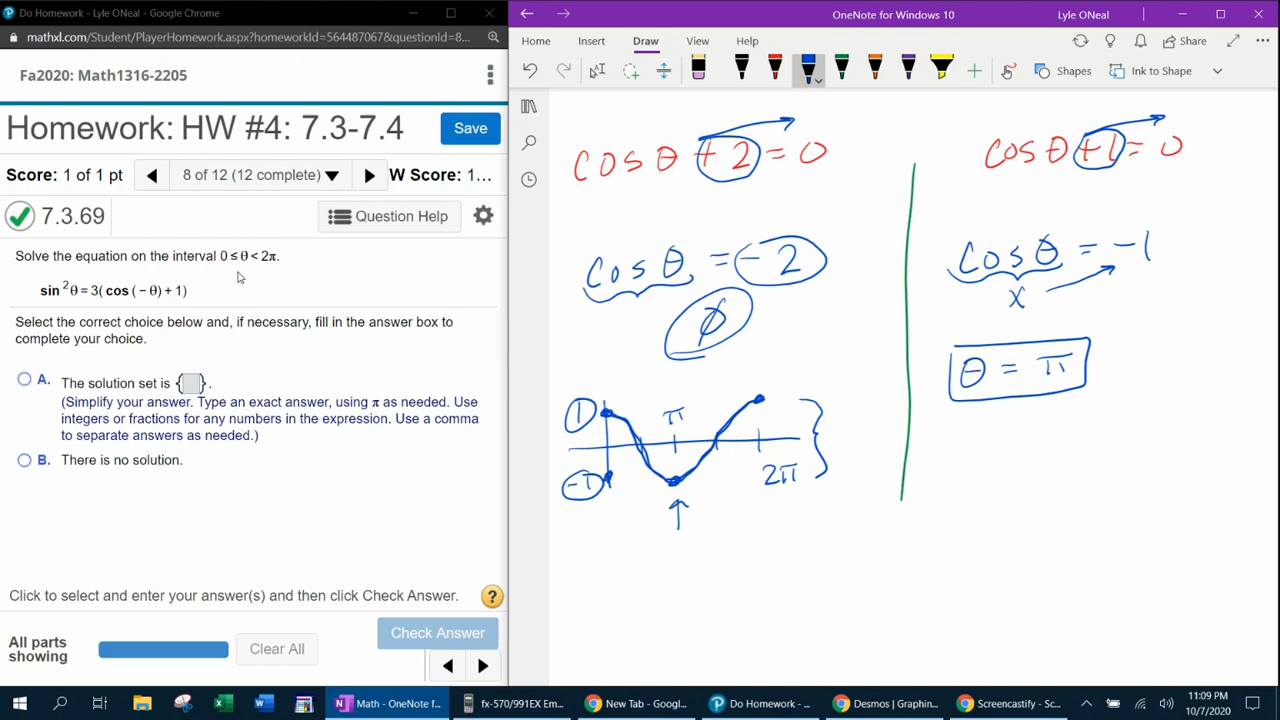 Do Homework - Lyle ONeal - Google Chrome
mathxl.com/Student/PlayerHomework.aspx?homeworkId=564487067&questionId=8...
Fa2020: Math1316-2205
Homework: HW #4: 7.3-7.4
Save
Score: 1 of 1 pt
8 of 12 (12 complete)
W Score: 1...
7.3.69
Question Help
Solve the equation on the interval 0 ≤ θ < 2π.
sin ²θ = 3( cos ( − θ) + 1)
Select the correct choice below and, if necessary, fill in the answer box to
complete your choice.
A. The solution set is { }.
(Simplify your answer. Type an exact answer, using π as needed. Use
integers or fractions for any numbers in the expression. Use a comma
to separate answers as needed.)
B. There is no solution.
Click to select and enter your answer(s) and then click Check Answer.
?
All parts
showing
Clear All
Check Answer
OneNote for Windows 10
Lyle ONeal
Home Insert Draw View Help
Share
Shapes
Ink to Shape
cos θ + 2 = 0
cos θ + 1 = 0
cos θ = -2
cos θ = -1
∅
x
θ = π
1
π
-1
2π
Math - OneNote f...
fx-570/991EX Em...
New Tab - Googl...
Do Homework - ...
Desmos | Graphin...
Screencastify - Sc...
11:09 PM
10/7/2020